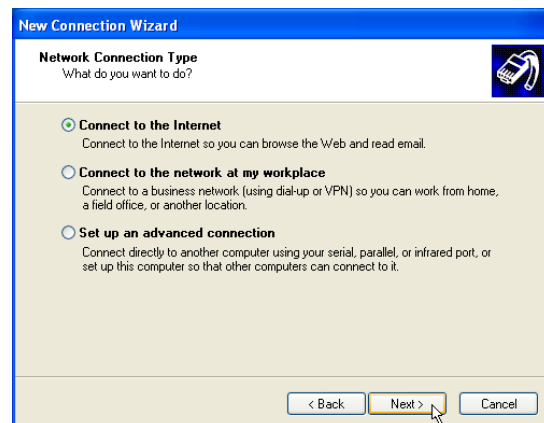 New Connection Wizard
Network Connection Type
What do you want to do?
Connect to the Internet
Connect to the Internet so you can browse the Web and read email.
Connect to the network at my workplace
Connect to a business network (using dial-up or VPN) so you can work from home,
a field office, or another location.
Set up an advanced connection
Connect directly to another computer using your serial, parallel, or infrared port, or
set up this computer so that other computers can connect to it.
< Back Next > Cancel